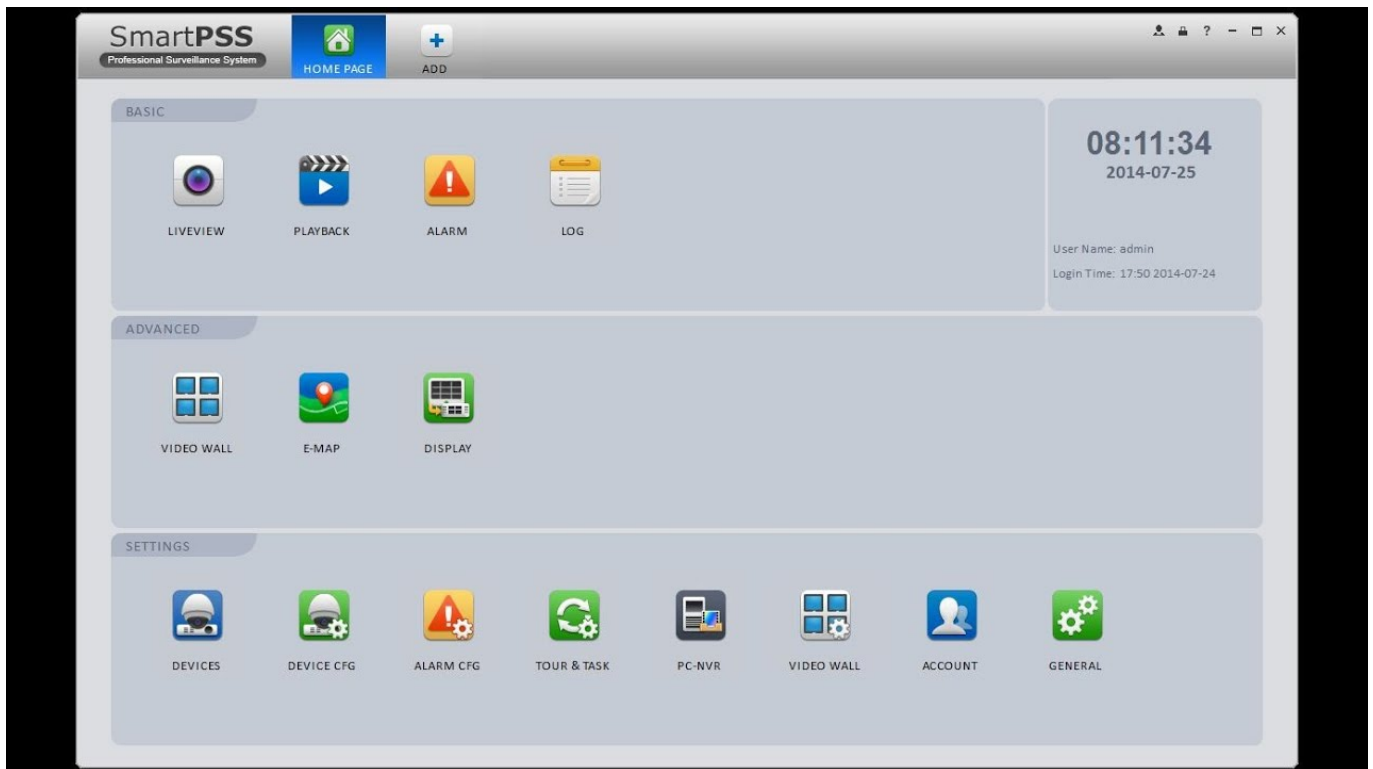 SmartPSS
Professional Surveillance System
HOME PAGE
ADD
?
BASIC
LIVEVIEW
PLAYBACK
ALARM
LOG
08:11:34
2014-07-25
User Name: admin
Login Time: 17:50 2014-07-24
ADVANCED
VIDEO WALL
E-MAP
DISPLAY
SETTINGS
DEVICES
DEVICE CFG
ALARM CFG
TOUR & TASK
PC-NVR
VIDEO WALL
ACCOUNT
GENERAL